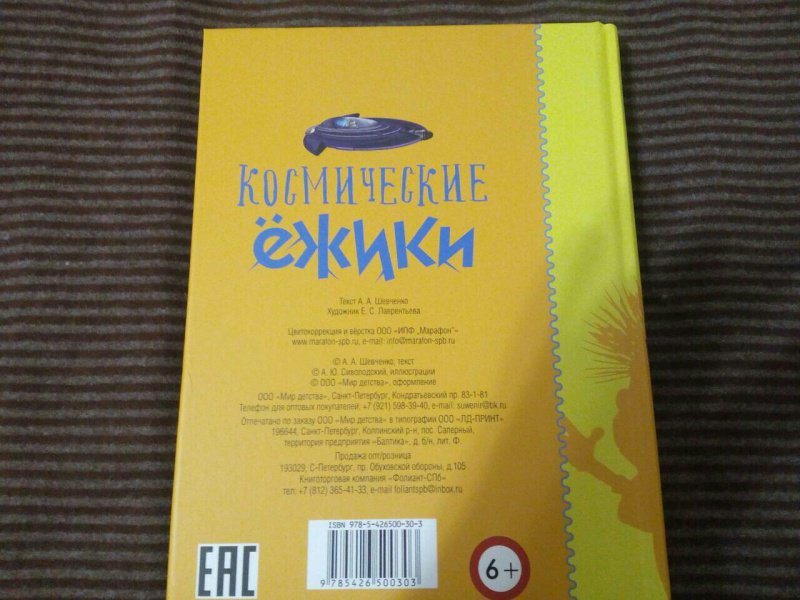 Космические
ёжики
Текст А. А. Шевченко
Художник Е. С. Лаврентьева
Цветокоррекция и вёрстка ООО «ИПФ „Марафон"»
www.maraton-spb.ru, e-mail: info@maraton-spb.ru
© А. А. Шевченко, текст
© А. Ю. Сиволодский, иллюстрации
© ООО «Мир детства», оформление
ООО «Мир детства», Санкт-Петербург, Кондратьевский пр. 83-1-81
Телефон для оптовых покупателей: +7 (921) 598-39-40, e-mail: suwenir@bk.ru
Отпечатано по заказу ООО «Мир детства» в типографии ООО «ЛД-ПРИНТ»
196644, Санкт-Петербург, Колпинский р-н, пос. Саперный,
территория предприятия «Балтика», д. б/н, лит. Ф.
Продажа опт/розница
193029, С-Петербург, пр. Обуховской обороны, д.105
Книготорговая компания «Фолиант-СПб»
тел: +7 (812) 365-41-33, e-mail foliantspb@inbox.ru
ISBN 978-5-426500-30-3
9 785426 500303
ЕАС
6+